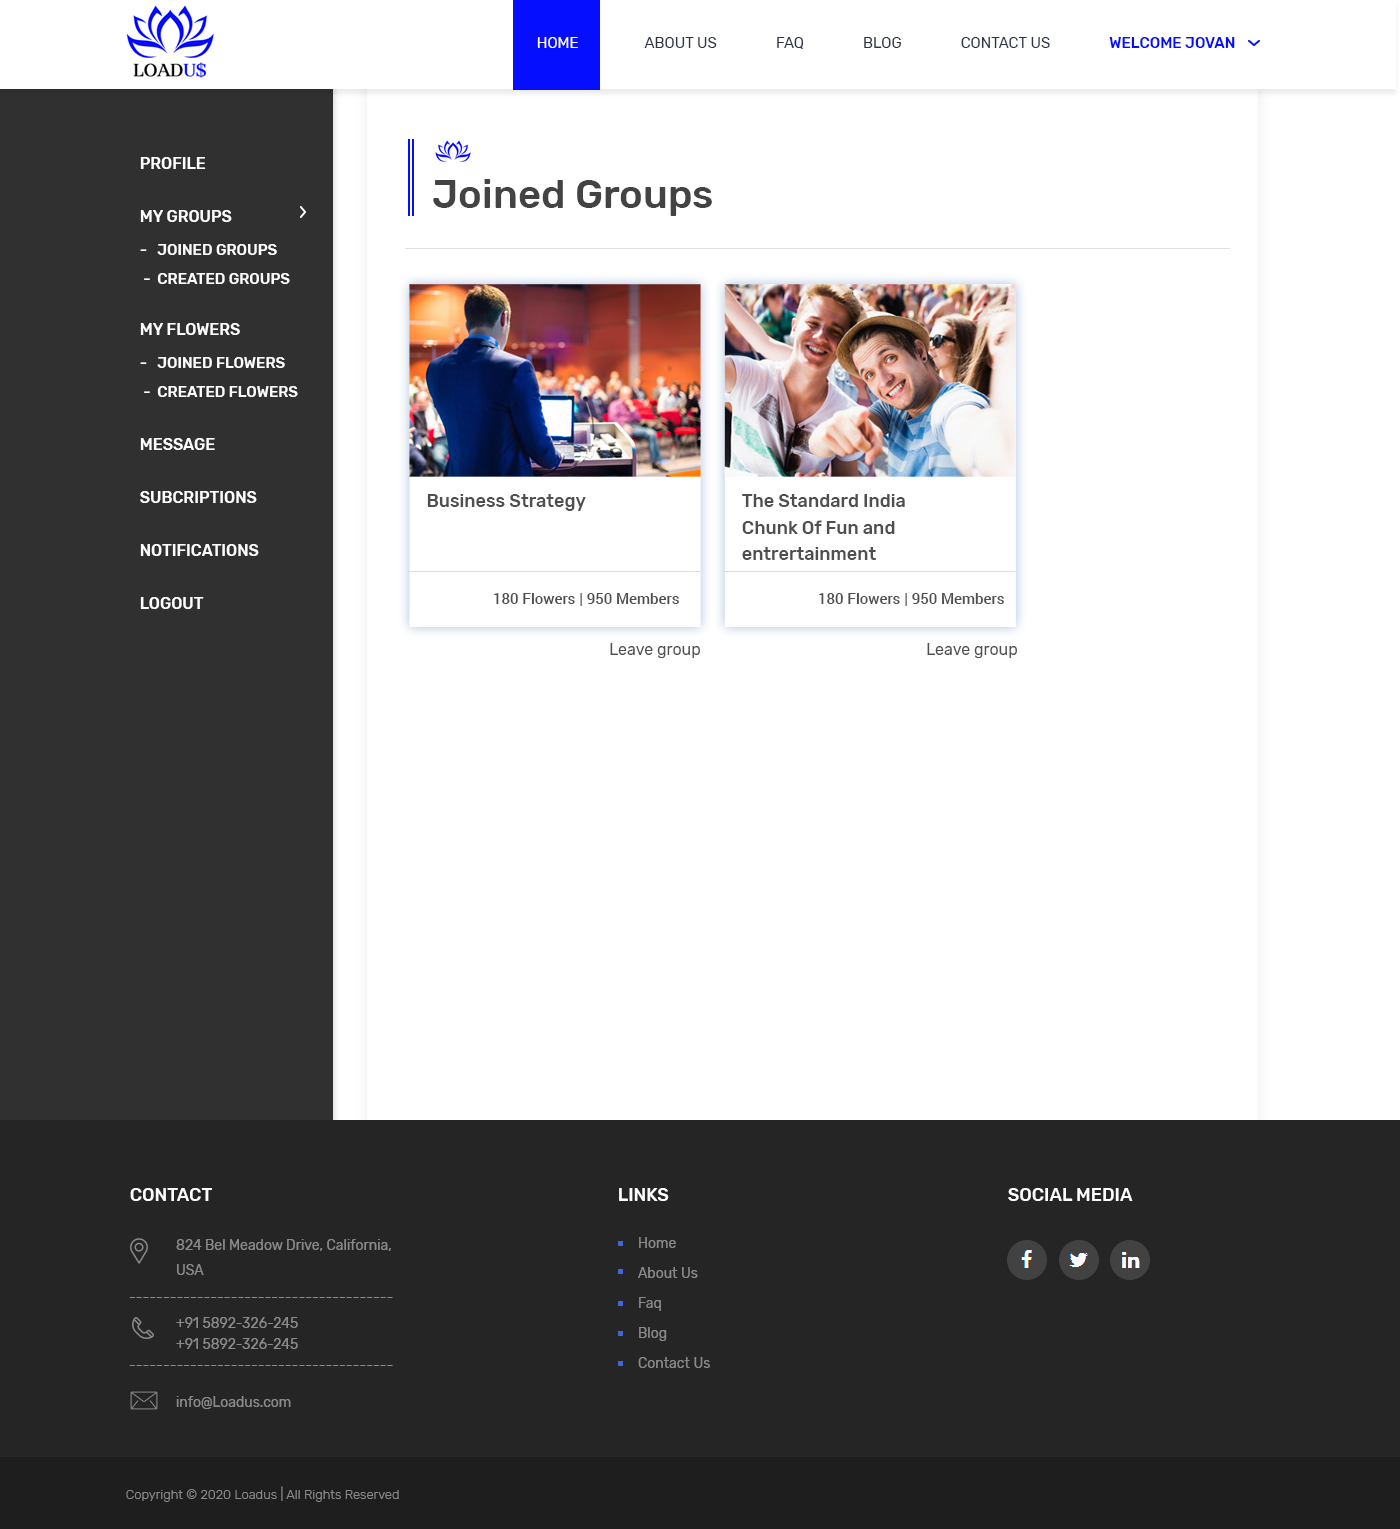 LOADU$
HOME
ABOUT US
FAQ
BLOG
CONTACT US
WELCOME JOVAN
PROFILE
MY GROUPS
- JOINED GROUPS
- CREATED GROUPS
MY FLOWERS
- JOINED FLOWERS
- CREATED FLOWERS
MESSAGE
SUBCRIPTIONS
NOTIFICATIONS
LOGOUT
Joined Groups
Business Strategy
180 Flowers | 950 Members
Leave group
The Standard India
Chunk Of Fun and
entrertainment
180 Flowers | 950 Members
Leave group
CONTACT
824 Bel Meadow Drive, California,
USA
+91 5892-326-245
+91 5892-326-245
info@Loadus.com
LINKS
Home
About Us
Faq
Blog
Contact Us
SOCIAL MEDIA
Copyright © 2020 Loadus | All Rights Reserved